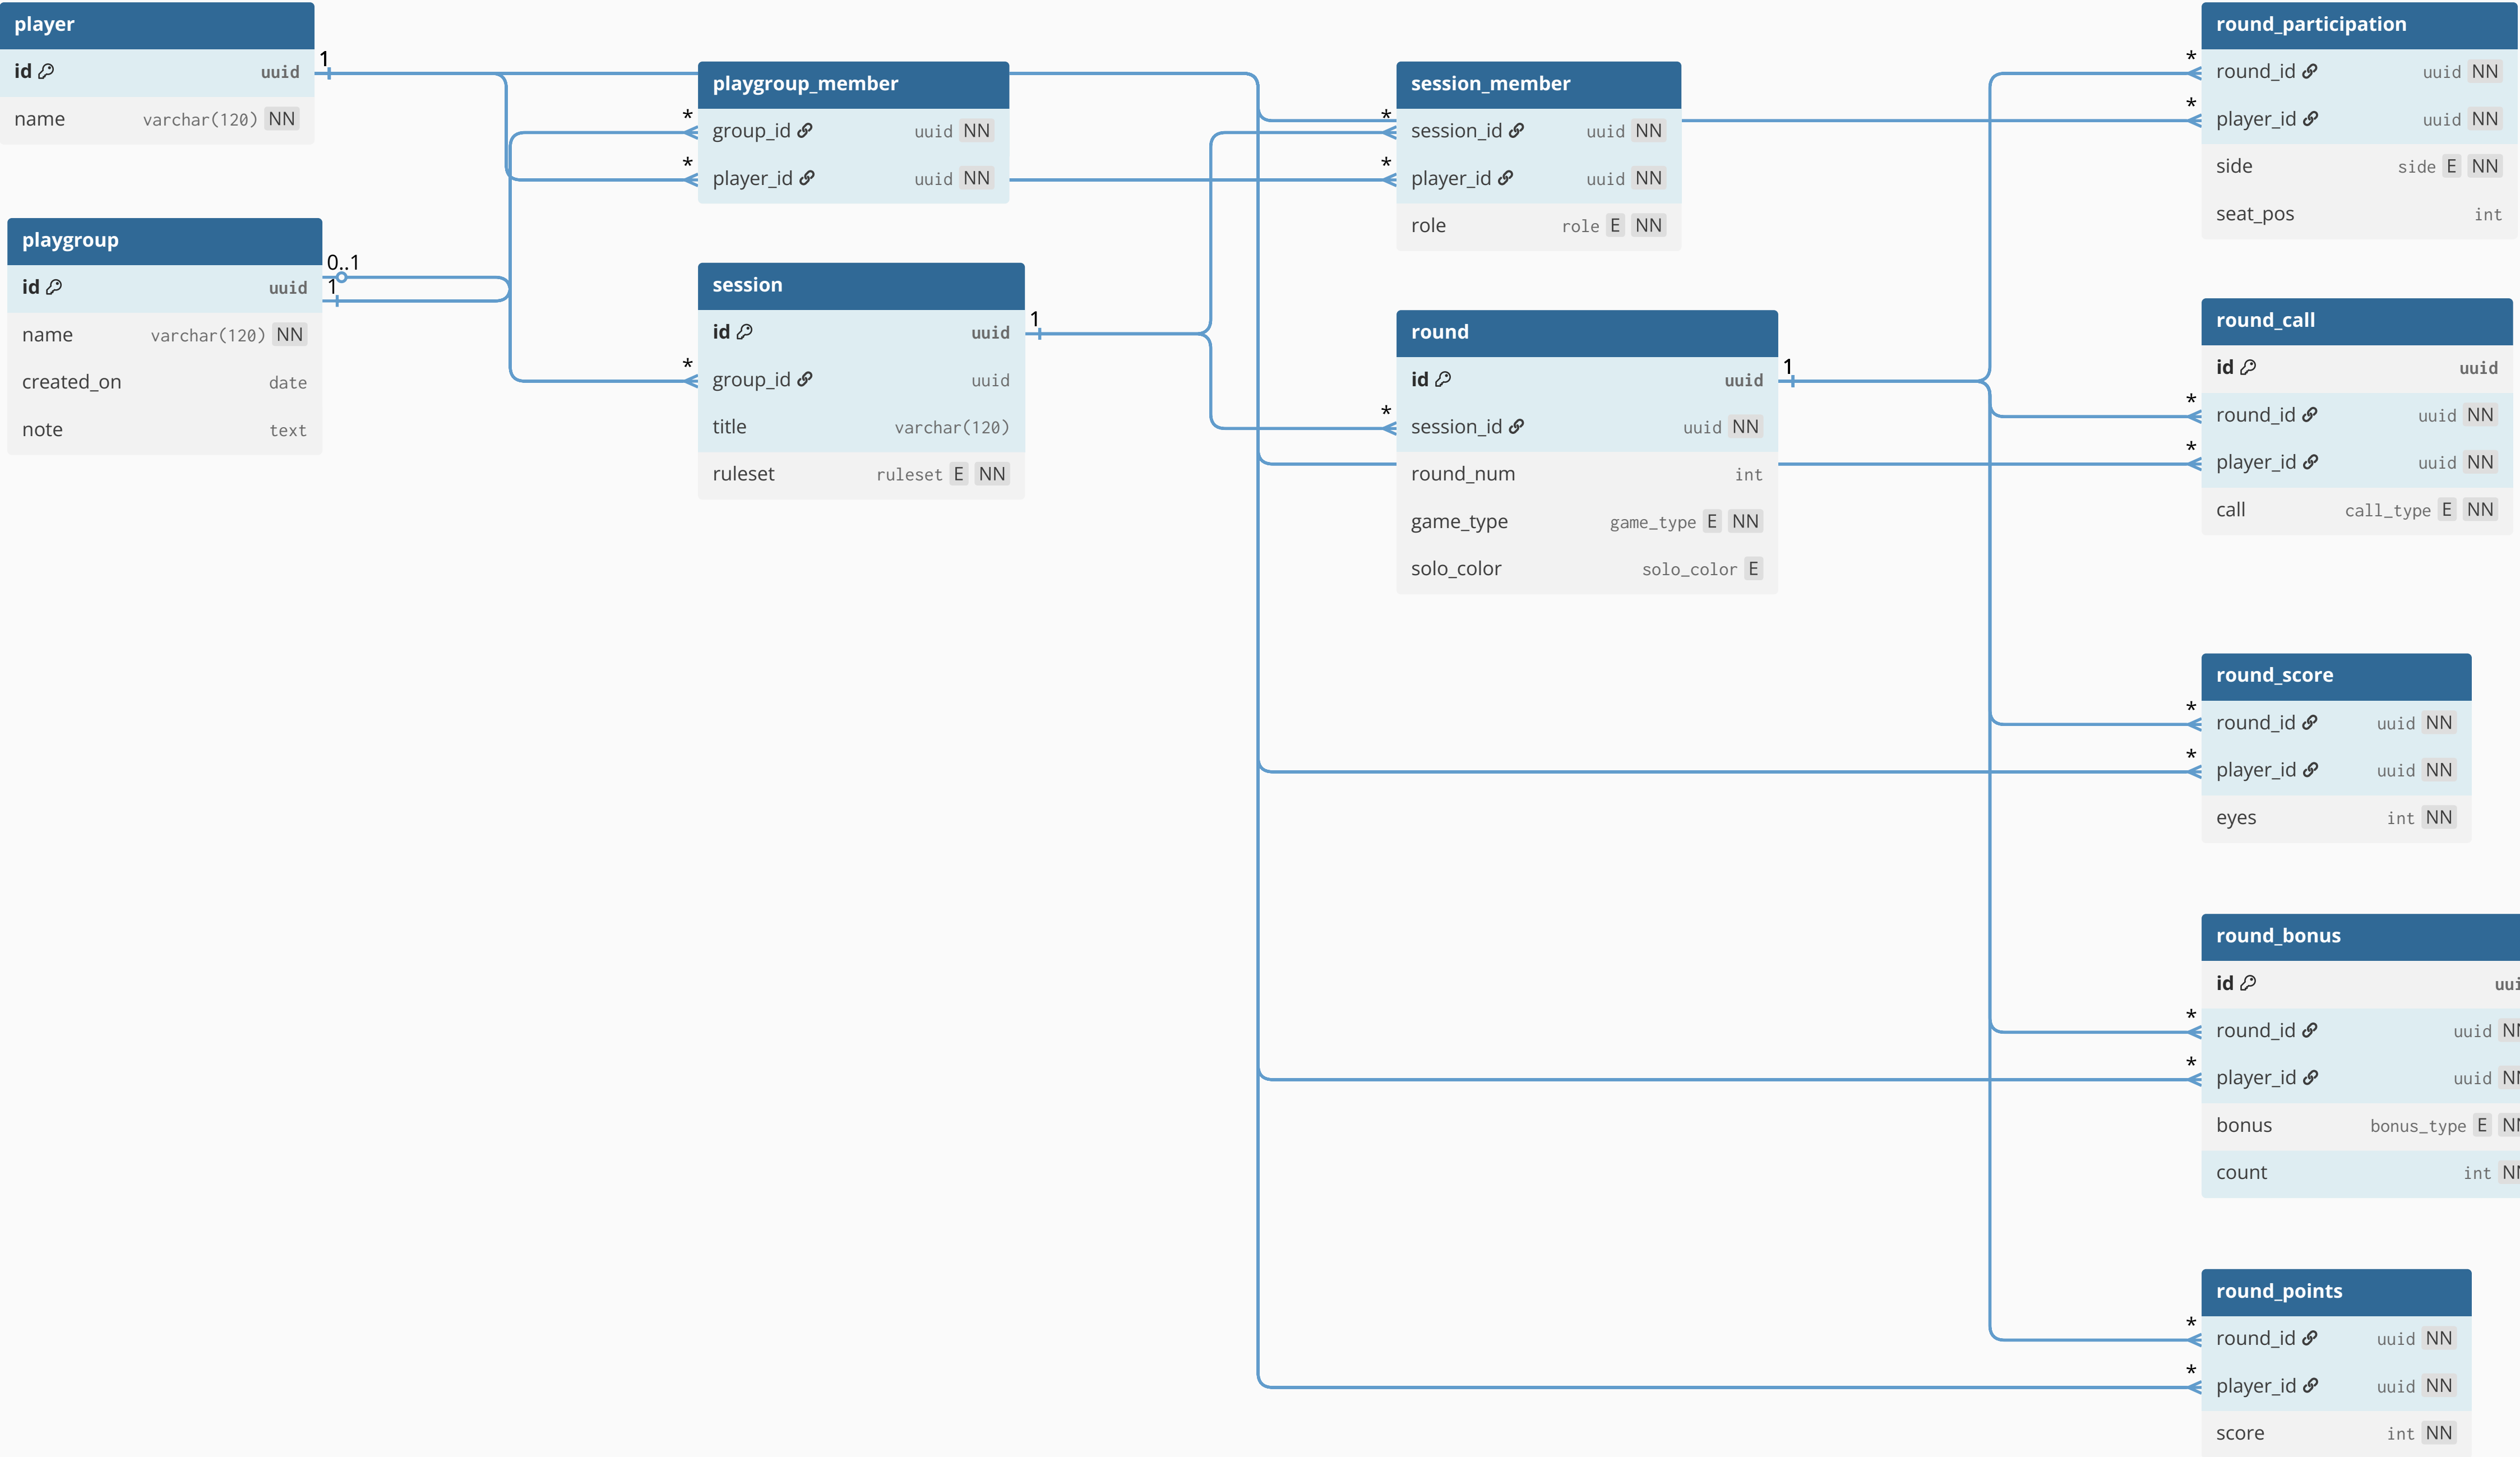 player
id uuid
name varchar(120) NN
playgroup
id uuid
name varchar(120) NN
created_on date
note text
1
0..1
1
playgroup_member
* group_id uuid NN
* player_id uuid NN
session
id uuid
* group_id uuid
title varchar(120)
ruleset ruleset E NN
1
session_member
* session_id uuid NN
* player_id uuid NN
role role E NN
round
id uuid
* session_id uuid NN
round_num int
game_type game_type E NN
solo_color solo_color E
1
round_participation
* round_id uuid NN
* player_id uuid NN
side side E NN
seat_pos int
round_call
id uuid
* round_id uuid NN
* player_id uuid NN
call call_type E NN
round_score
* round_id uuid NN
* player_id uuid NN
eyes int NN
round_bonus
id
* round_id uuid
* player_id uuid
bonus bonus_type E
count int
round_points
* round_id uuid NN
* player_id uuid NN
score int NN